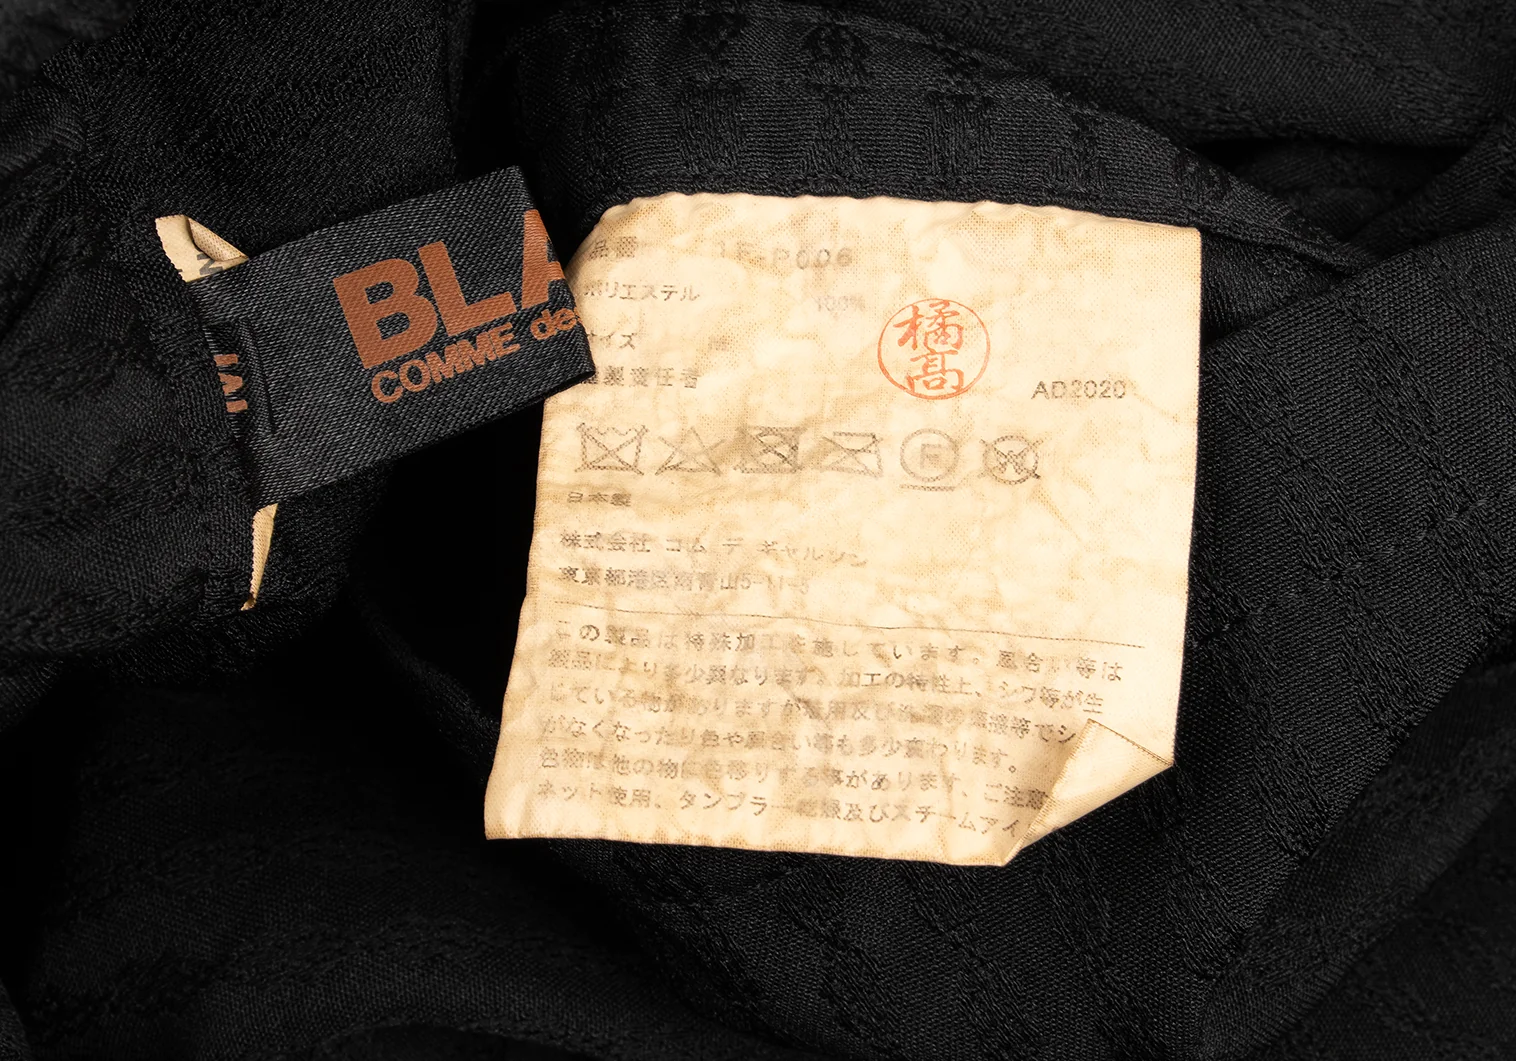 BLA
COMME des
M
品番 1F-P006
ポリエステル 100%
サイズ
縫製責任者
橘高
AD2020
日本製
株式会社 コム デ ギャルソン
東京都港区南青山5-11-5
この製品は特殊加工を施しています。風合い等は
製品により多少異なります。加工の特性上、シワ等が生
じている物がありますが着用及び洗濯
がなくなったり色や風合い等も多少変わります。
色物は他の物に色移りする事があります、ご注意
ネット使用、タンブラー乾燥及びスチームアイ